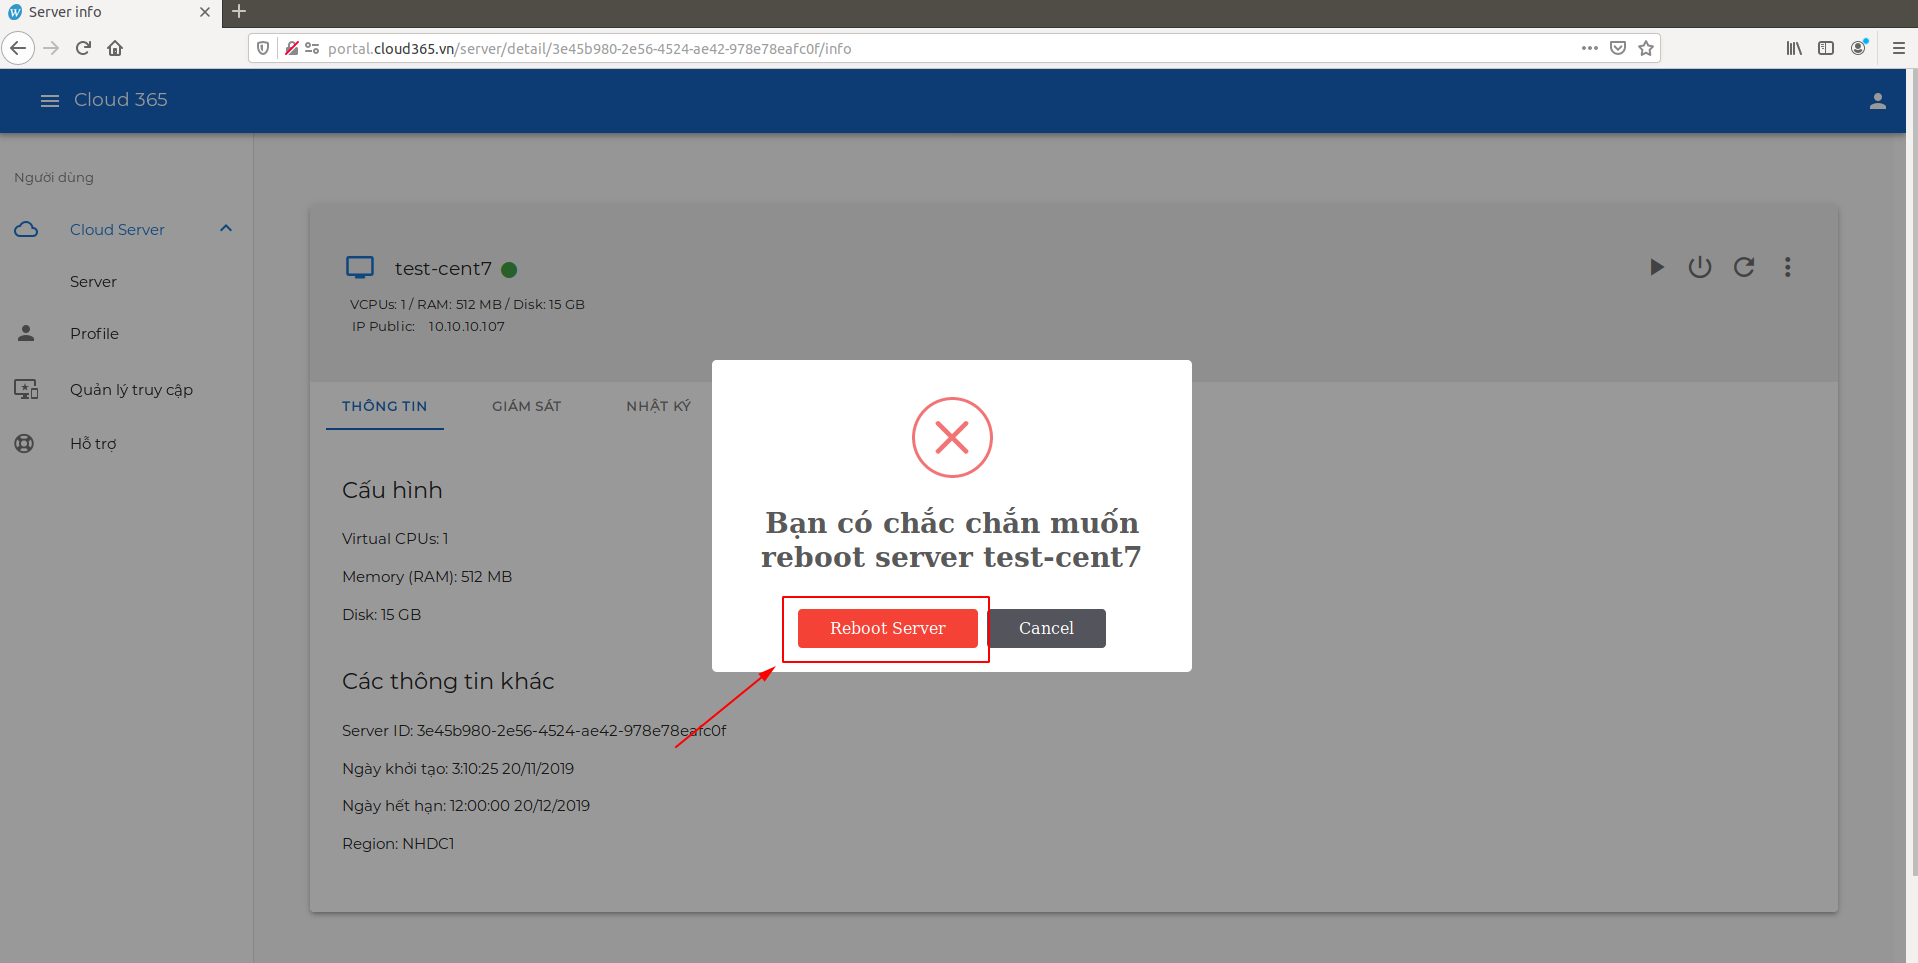 Server info
portal.cloud365.vn/server/detail/3e45b980-2e56-4524-ae42-978e78eafc0f/info
Cloud 365
Người dùng
Cloud Server
Server
Profile
Quản lý truy cập
Hỗ trợ
test-cent7
VCPUs: 1 / RAM: 512 MB / Disk: 15 GB
IP Public: 10.10.10.107
THÔNG TIN GIÁM SÁT NHẬT KÝ
Cấu hình
Virtual CPUs: 1
Memory (RAM): 512 MB
Disk: 15 GB
Các thông tin khác
Server ID: 3e45b980-2e56-4524-ae42-978e78eafc0f
Ngày khởi tạo: 3:10:25 20/11/2019
Ngày hết hạn: 12:00:00 20/12/2019
Region: NHDC1
Bạn có chắc chắn muốn
reboot server test-cent7
Reboot Server Cancel